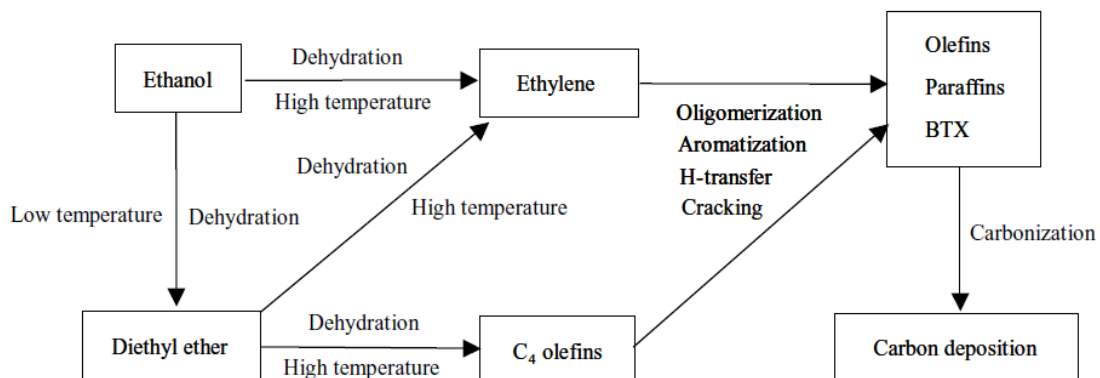 Ethanol
Dehydration
High temperature
Ethylene
Olefins
Paraffins
BTX
Oligomerization
Aromatization
H-transfer
Cracking
Dehydration
High temperature
Low temperature
Dehydration
Carbonization
Diethyl ether
Dehydration
High temperature
C₄ olefins
Carbon deposition